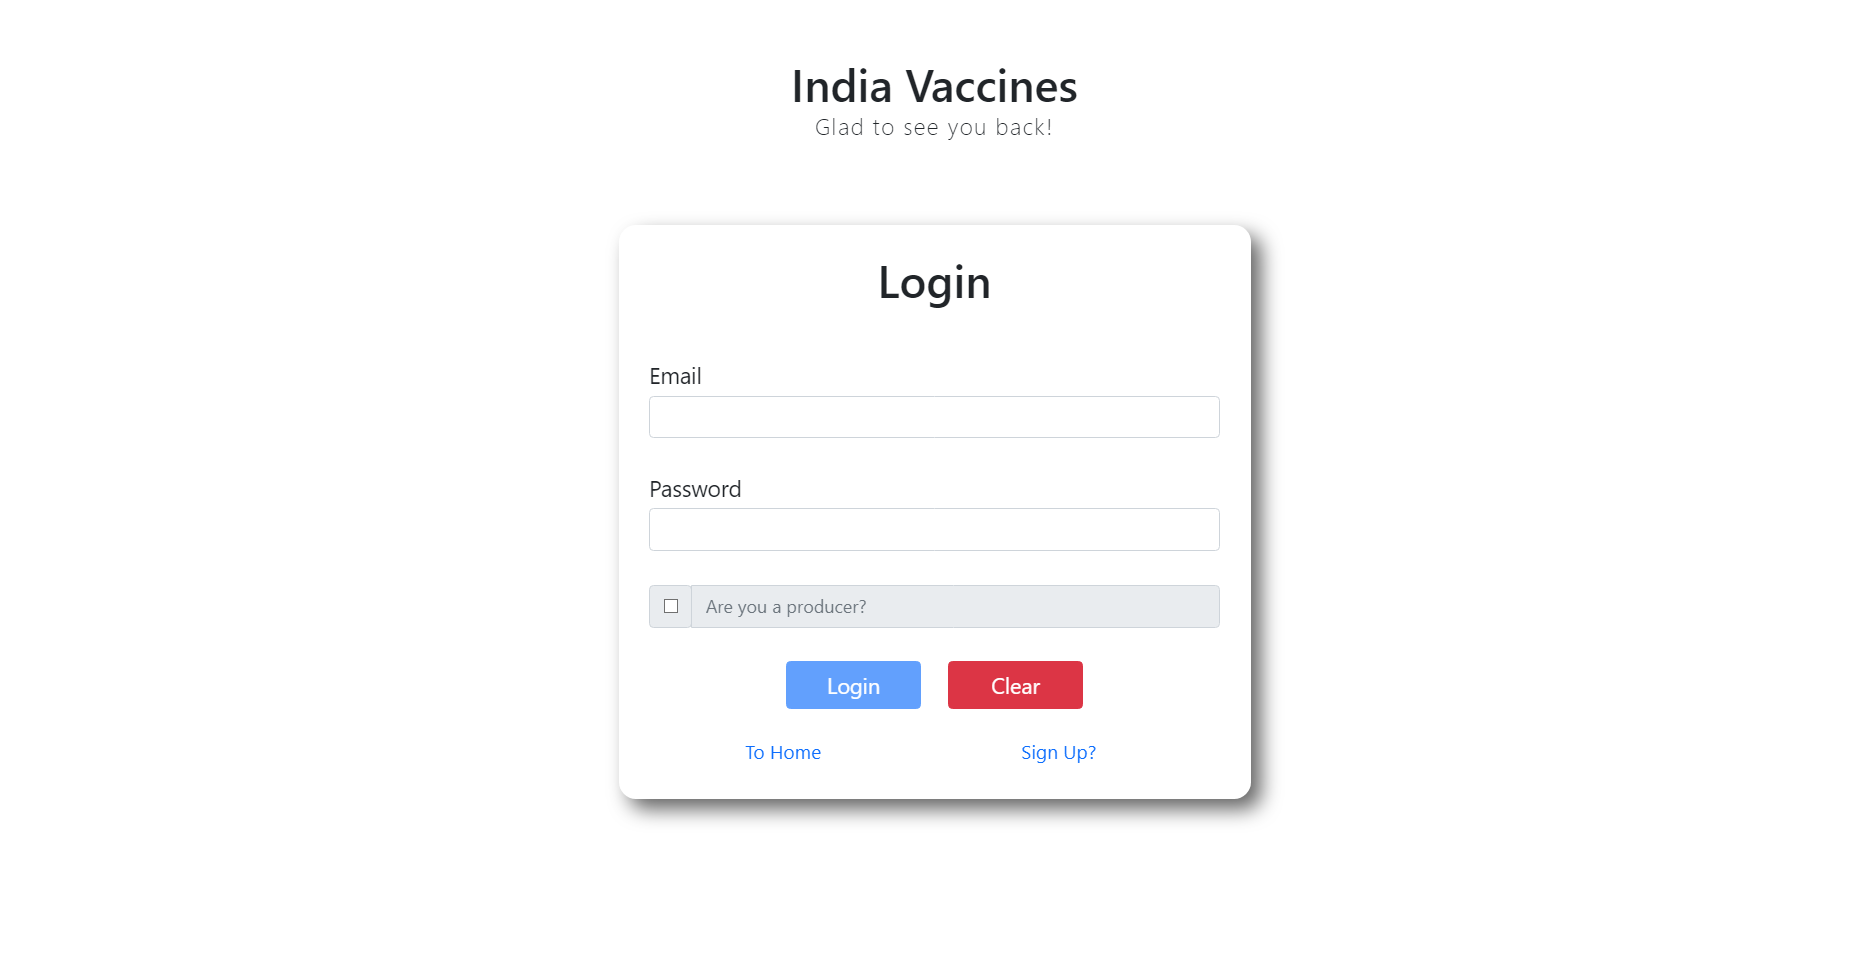 India Vaccines
Glad to see you back!
Login
Email
Password
Are you a producer?
Login Clear
To Home Sign Up?